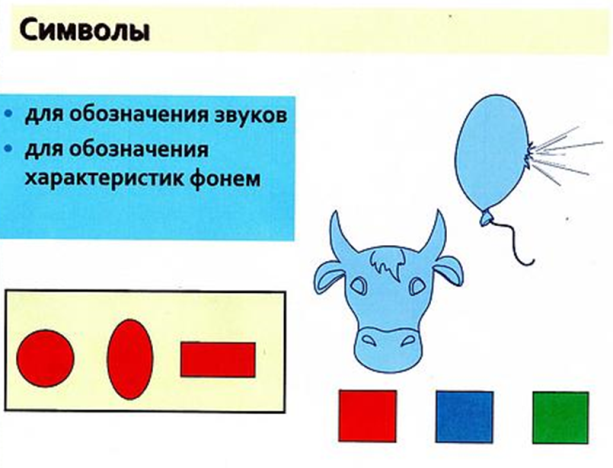 Символы
• для обозначения звуков
• для обозначения
характеристик фонем